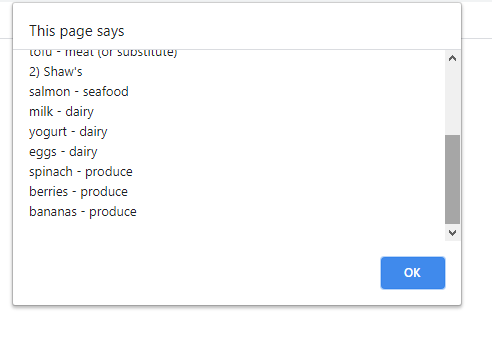 This page says
tofu - meat (or substitute)
2) Shaw's
salmon - seafood
milk - dairy
yogurt - dairy
eggs - dairy
spinach - produce
berries - produce
bananas - produce
OK